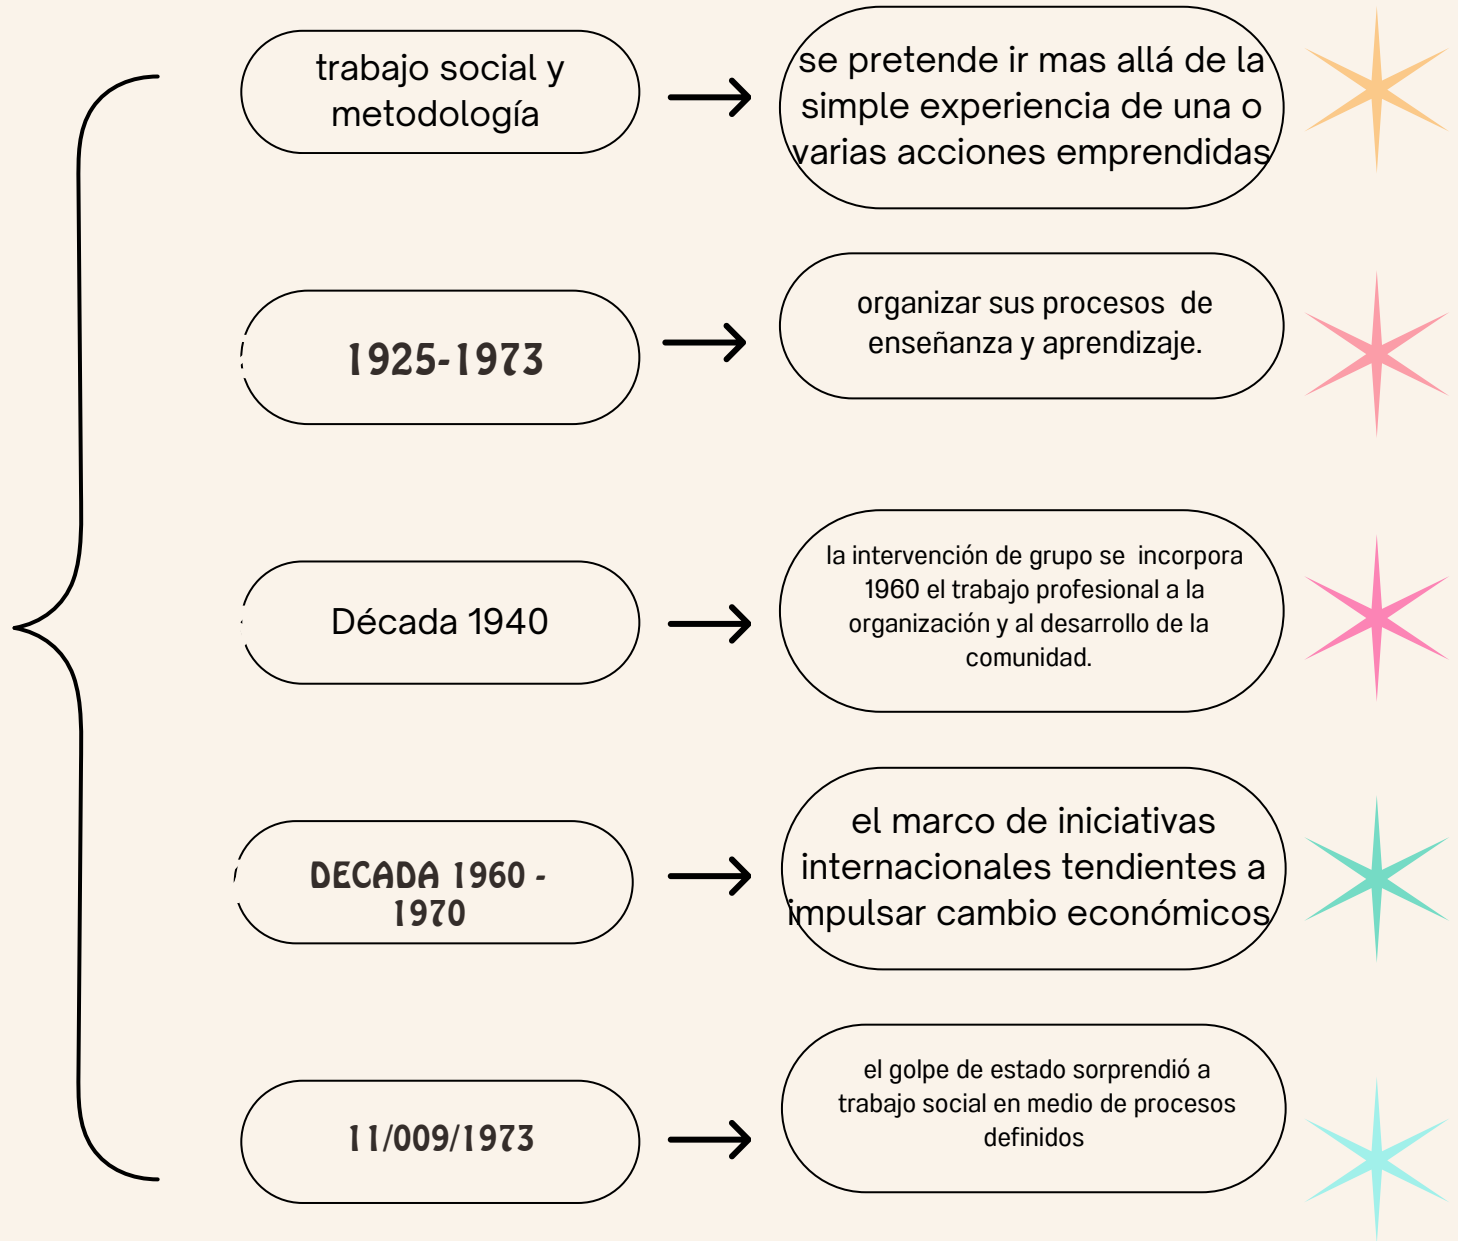 trabajo social y
metodología
se pretende ir mas allá de la
simple experiencia de una o
varias acciones emprendidas
1925-1973
organizar sus procesos  de
enseñanza y aprendizaje.
Década 1940
la intervención de grupo se  incorpora
1960 el trabajo profesional a la
organización y al desarrollo de la
comunidad.
DECADA 1960 -
1970
el marco de iniciativas
internacionales tendientes a
impulsar cambio económicos
11/009/1973
el golpe de estado sorprendió a
trabajo social en medio de procesos
definidos